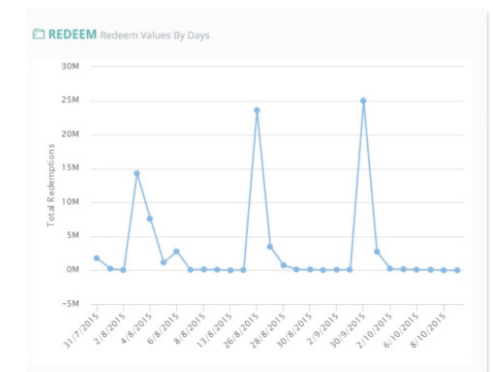 REDEEM Redeem Values By Days
30M
25M
20M
15M
10M
5M
0M
-5M
Total Redemptions
31/7/2015
2/8/2015
4/8/2015
6/8/2015
8/8/2015
13/8/2015
26/8/2015
28/8/2015
30/8/2015
2/9/2015
30/9/2015
2/10/2015
6/10/2015
8/10/2015